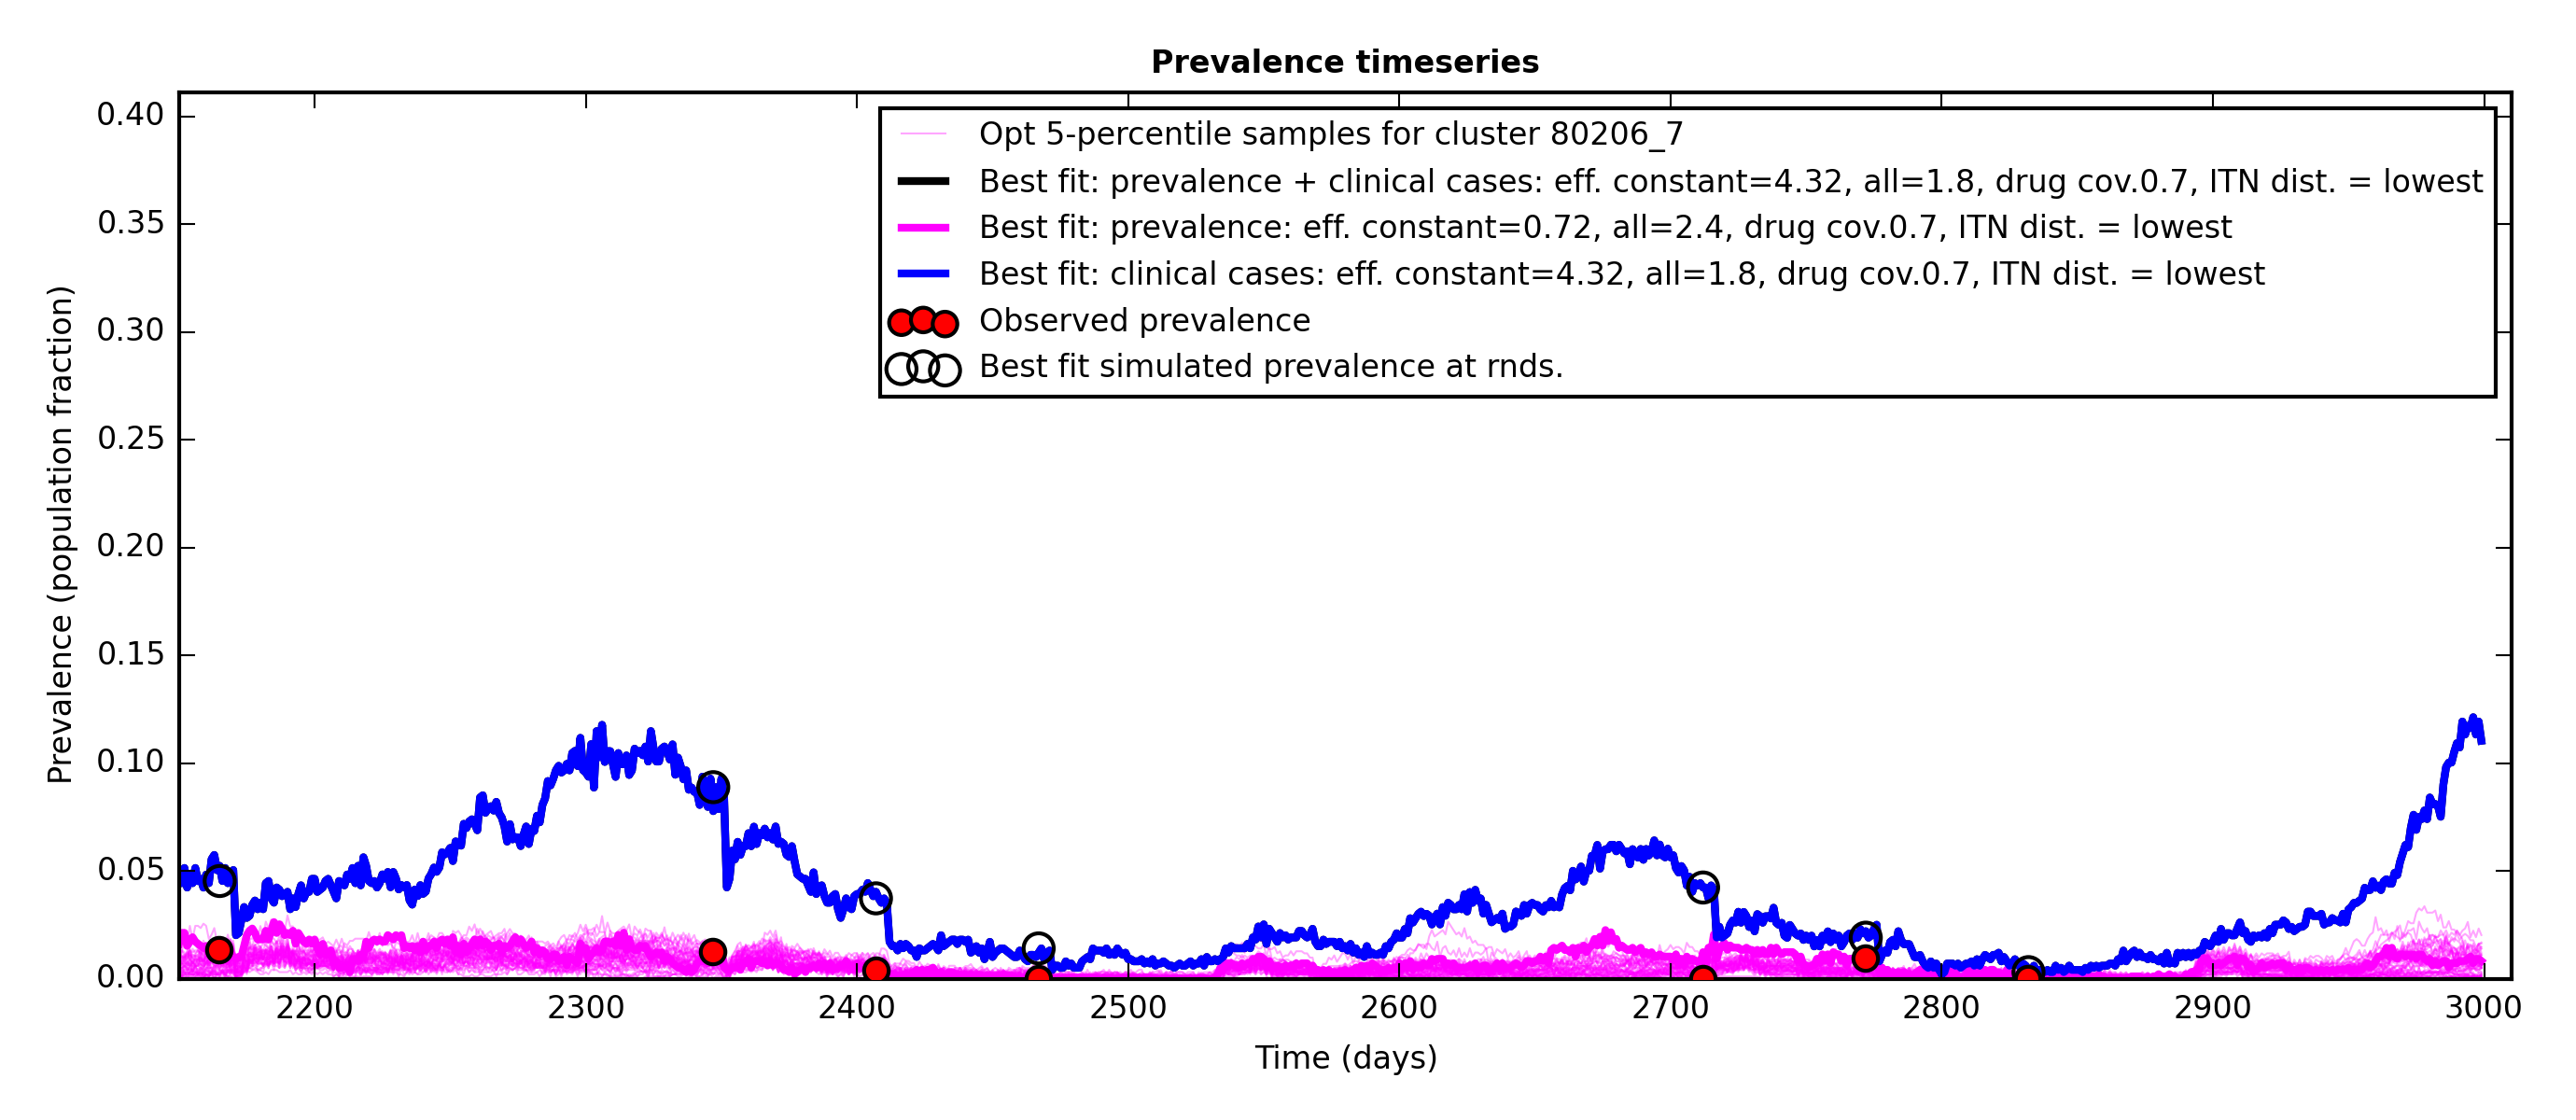 Prevalence timeseries
0.40
0.35
0.30
0.25
0.20
0.15
0.10
0.05
0.00
Prevalence (population fraction)
Opt 5-percentile samples for cluster 80206_7
Best fit: prevalence + clinical cases: eff. constant=4.32, all=1.8, drug cov.0.7, ITN dist. = lowest
Best fit: prevalence: eff. constant=0.72, all=2.4, drug cov.0.7, ITN dist. = lowest
Best fit: clinical cases: eff. constant=4.32, all=1.8, drug cov.0.7, ITN dist. = lowest
Observed prevalence
Best fit simulated prevalence at rnds.
2200 2300 2400 2500 2600 2700 2800 2900 3000
Time (days)